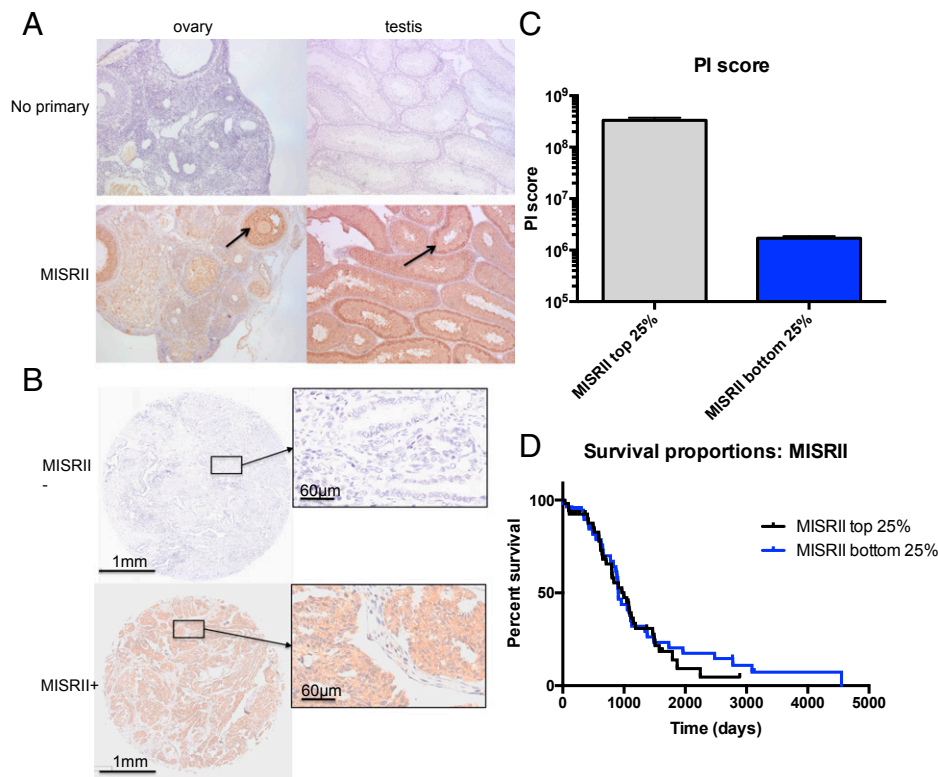 A
ovary
testis
No primary
MISRII
B
MISRII
-
60µm
1mm
MISRII+
60µm
1mm
C
PI score
PI score
10⁹
10⁸
10⁷
10⁶
10⁵
MISRII top 25%
MISRII bottom 25%
D
Survival proportions: MISRII
Percent survival
100
50
0
MISRII top 25%
MISRII bottom 25%
0
1000
2000
3000
4000
5000
Time (days)